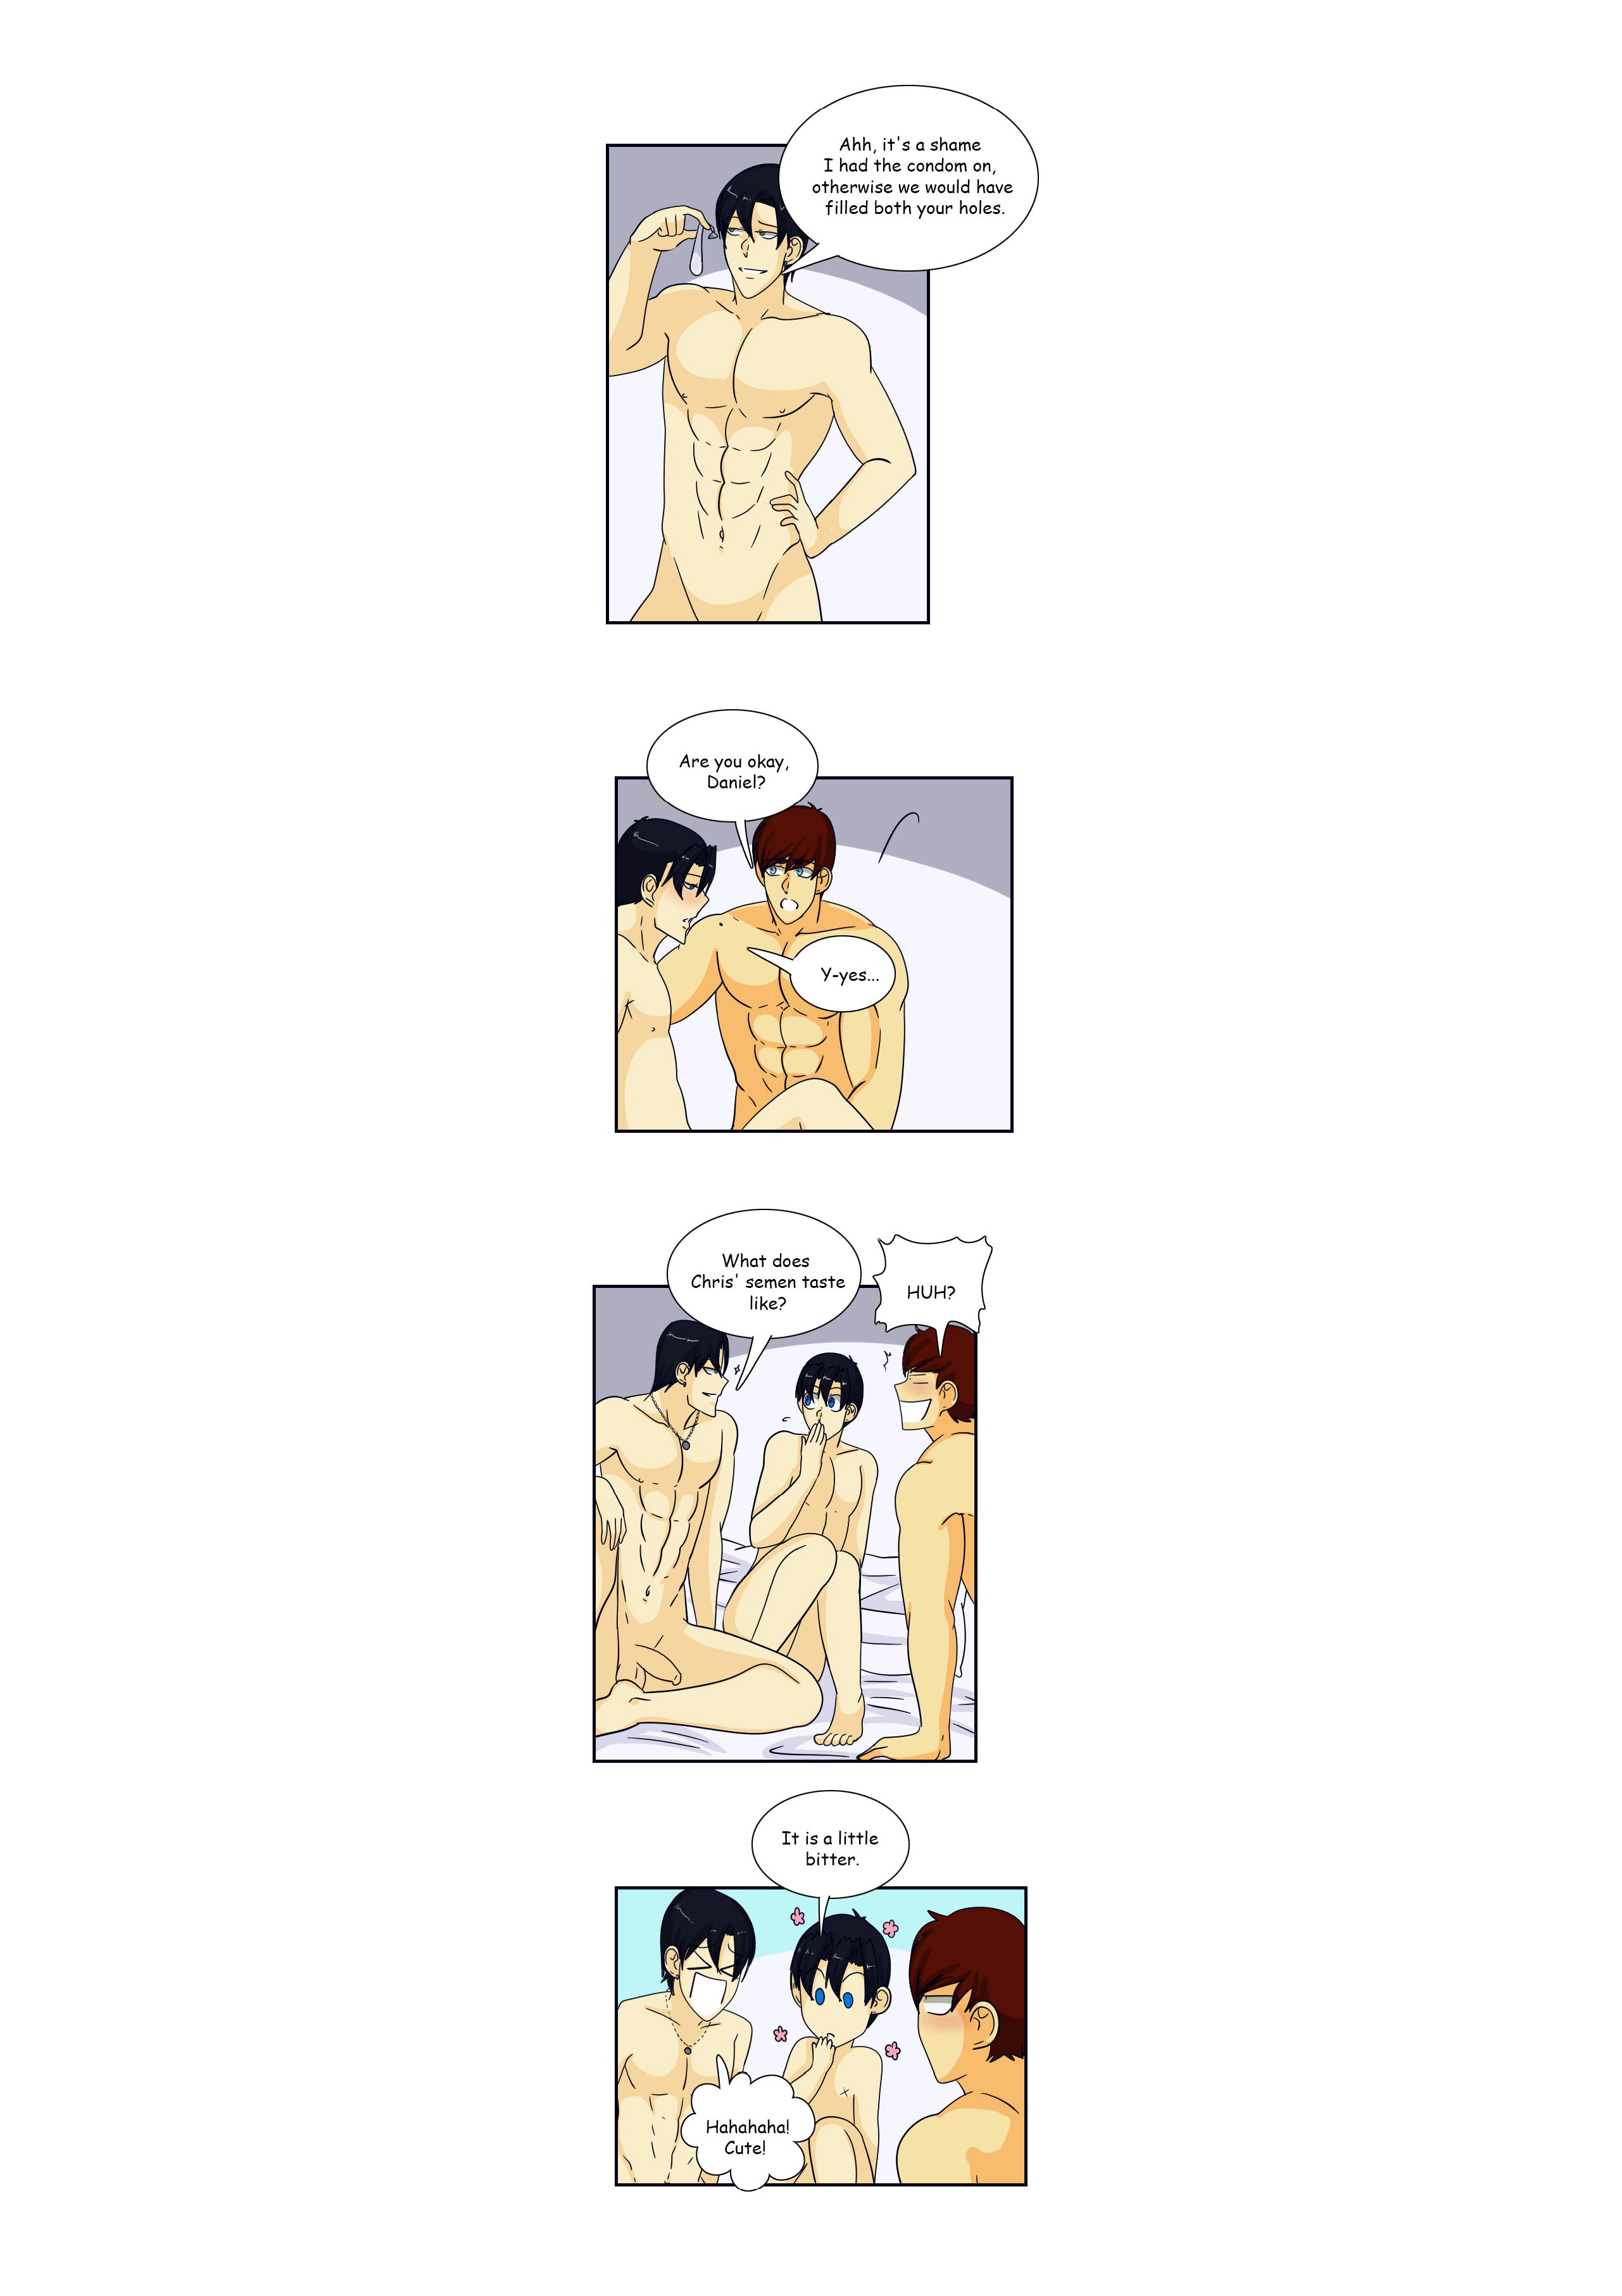 Ahh, it's a shame
I had the condom on,
otherwise we would have
filled both your holes.
Are you okay,
Daniel?
Y-yes...
What does
Chris' semen taste
like?
HUH?
It is a little
bitter.
Hahahaha!
Cute!